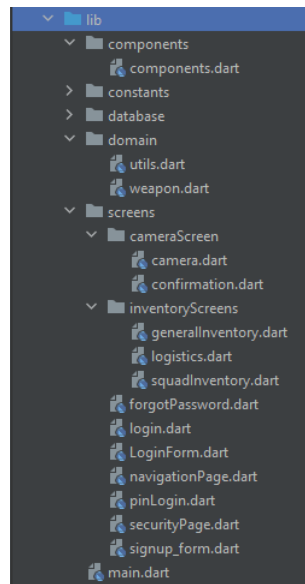 lib
components
components.dart
constants
database
domain
utils.dart
weapon.dart
screens
cameraScreen
camera.dart
confirmation.dart
inventoryScreens
generalInventory.dart
logistics.dart
squadInventory.dart
forgotPassword.dart
login.dart
LoginForm.dart
navigationPage.dart
pinLogin.dart
securityPage.dart
signup_form.dart
main.dart